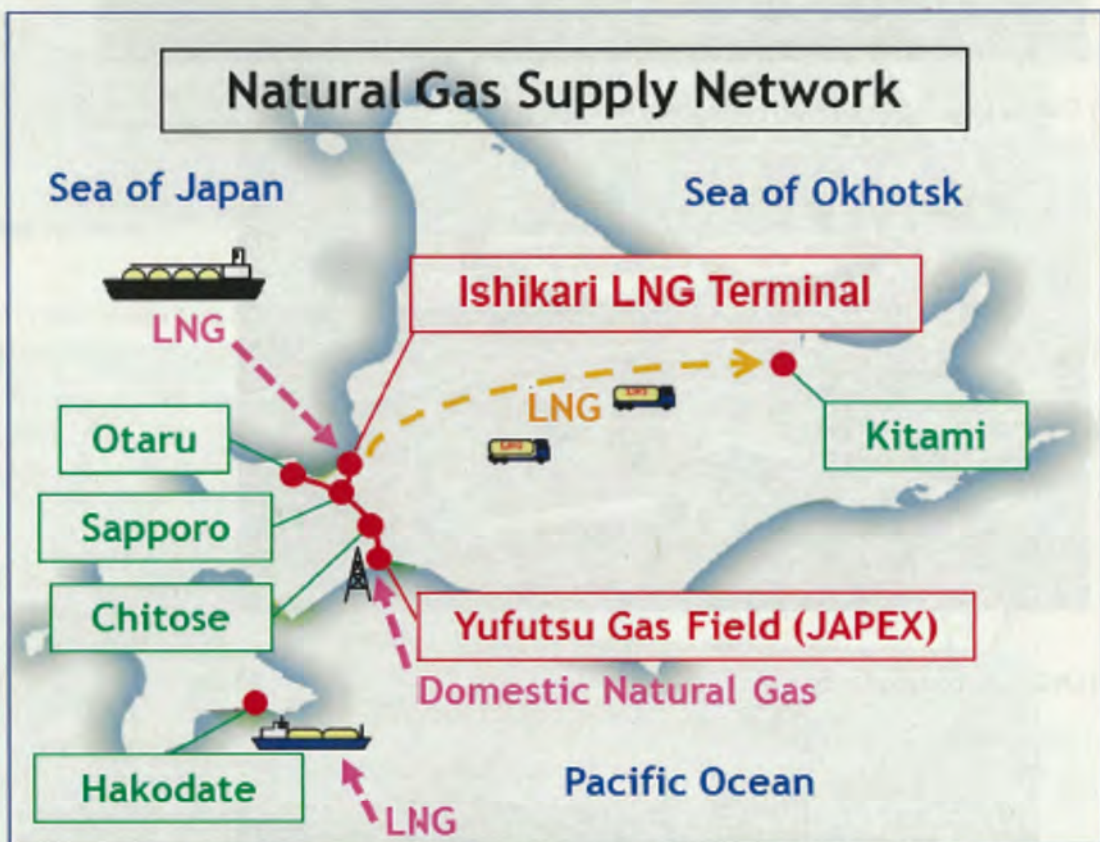 Natural Gas Supply Network
Sea of Japan
Sea of Okhotsk
Ishikari LNG Terminal
LNG
Otaru
LNG
Kitami
Sapporo
Chitose
Yufutsu Gas Field (JAPEX)
Domestic Natural Gas
Hakodate
Pacific Ocean
LNG